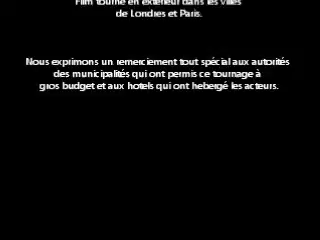 Film tourné en extérieur dans les villes
de Londres et Paris.
Nous exprimons un remerciement tout spécial aux autorités
des municipalités qui ont permis ce tournage à
gros budget et aux hotels qui ont hebergé les acteurs.